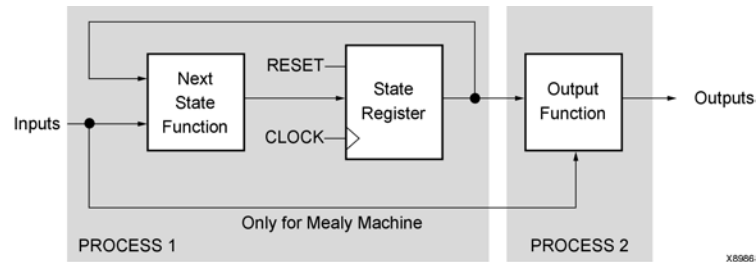 Next
State
Function
RESET
CLOCK
State
Register
Output
Function
Inputs
Outputs
Only for Mealy Machine
PROCESS 1
PROCESS 2
X8986